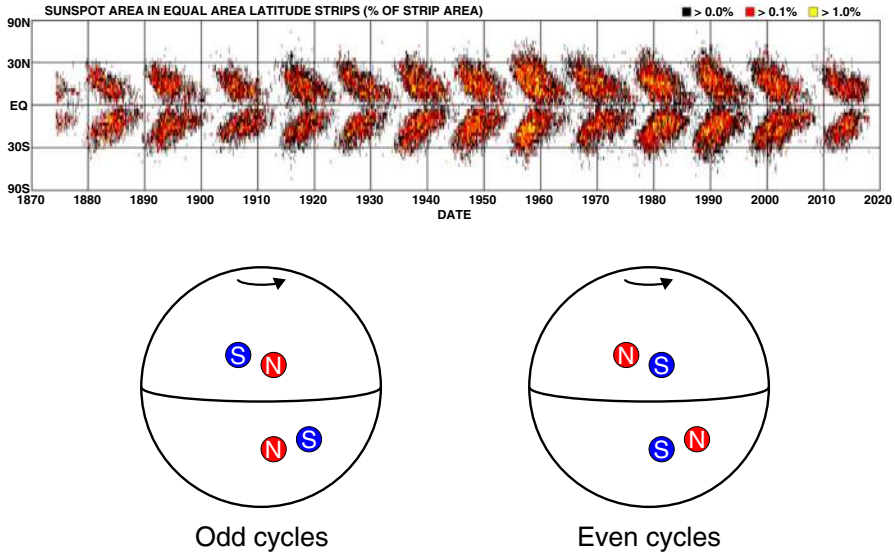 SUNSPOT AREA IN EQUAL AREA LATITUDE STRIPS (% OF STRIP AREA) > 0.0% > 0.1% > 1.0%
90N
30N
EQ
30S
90S
1870 1880 1890 1900 1910 1920 1930 1940 1950 1960 1970 1980 1990 2000 2010 2020
DATE
S N N S
N S S N
Odd cycles Even cycles